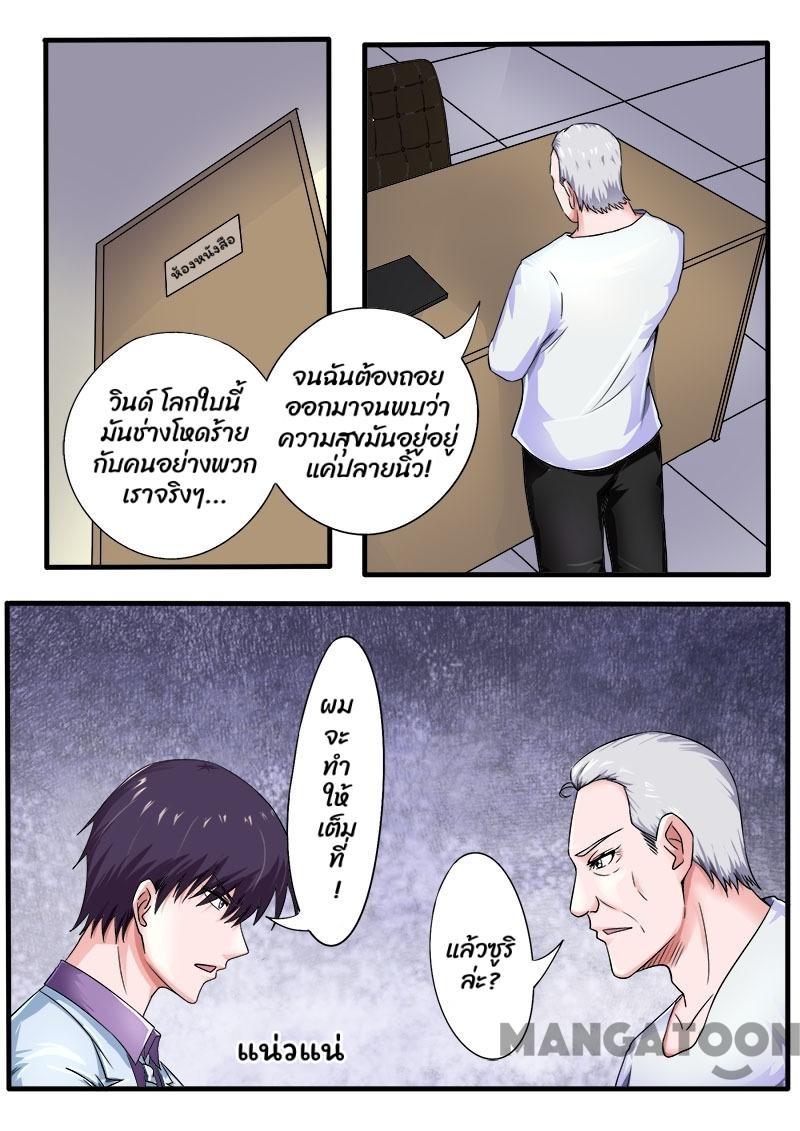 ห้องหนังสือ
วินด์ โลกใบนี้
มันช่างโหดร้าย
กับคนอย่างพวก
เราจริงๆ...
จนฉันต้องถอย
ออกมาจนพบว่า
ความสุขมันอยู่อยู่
แค่ปลายนิ้ว!
ผม
จะ
ทำ
ให้
เต็ม
ที่
!
แล้วซูริ
ล่ะ?
แน่วแน่
MANGATOON